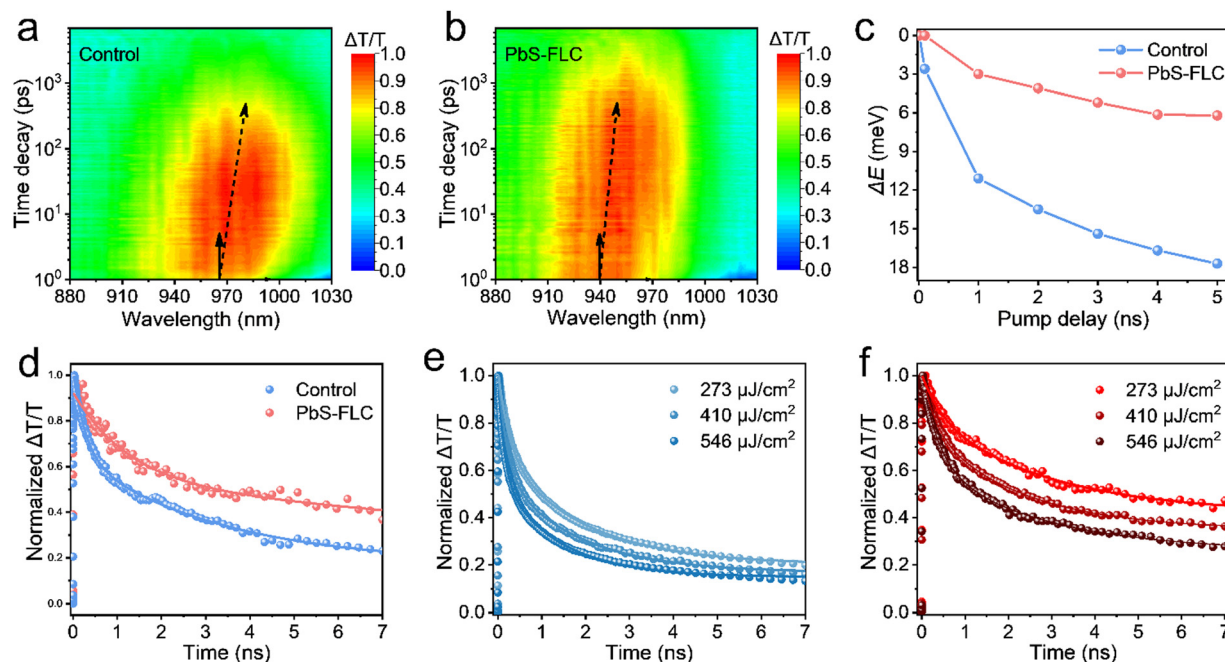 a
Control
ΔT/T
1.0
0.9
0.8
0.7
0.6
0.5
0.4
0.3
0.2
0.1
0.0
10³
10²
10¹
10⁰
Time decay (ps)
880 910 940 970 1000 1030
Wavelength (nm)
b
PbS-FLC
ΔT/T
1.0
0.9
0.8
0.7
0.6
0.5
0.4
0.3
0.2
0.1
0.0
10³
10²
10¹
10⁰
Time decay (ps)
880 910 940 970 1000 1030
Wavelength (nm)
c
Control
PbS-FLC
0
3
6
9
12
15
18
ΔE (meV)
0 1 2 3 4 5
Pump delay (ns)
d
Control
PbS-FLC
1.0
0.8
0.6
0.4
0.2
0.0
Normalized ΔT/T
0 1 2 3 4 5 6 7
Time (ns)
e
273 μJ/cm²
410 μJ/cm²
546 μJ/cm²
1.0
0.8
0.6
0.4
0.2
0.0
Normalized ΔT/T
0 1 2 3 4 5 6 7
Time (ns)
f
273 μJ/cm²
410 μJ/cm²
546 μJ/cm²
1.0
0.8
0.6
0.4
0.2
0.0
Normalized ΔT/T
0 1 2 3 4 5 6 7
Time (ns)